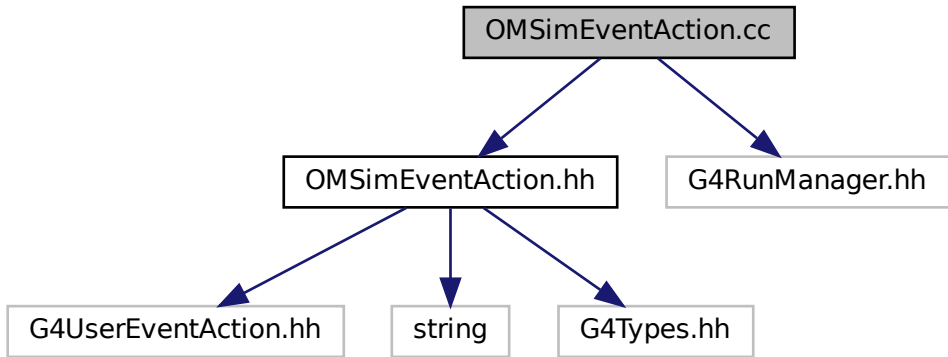 OMSimEventAction.cc
OMSimEventAction.hh
G4RunManager.hh
G4UserEventAction.hh
string
G4Types.hh